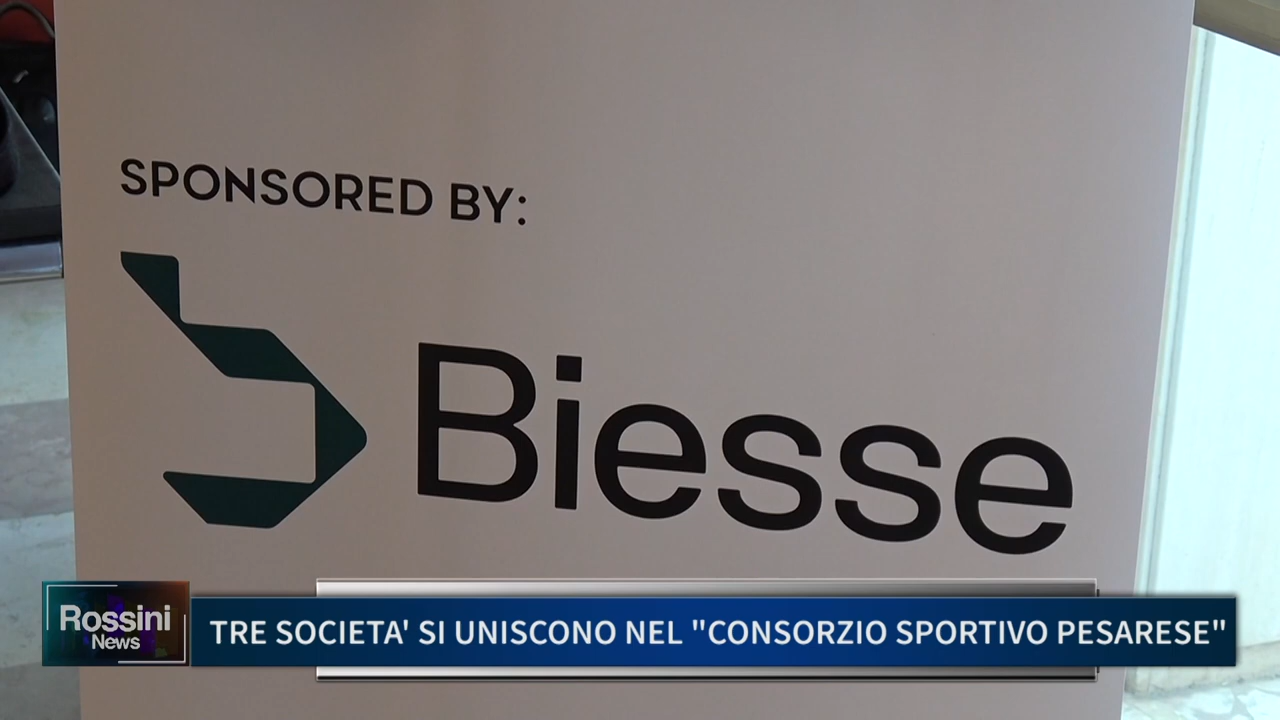 SPONSORED BY:
Biesse
Rossini
News
TRE SOCIETA' SI UNISCONO NEL "CONSORZIO SPORTIVO PESARESE"